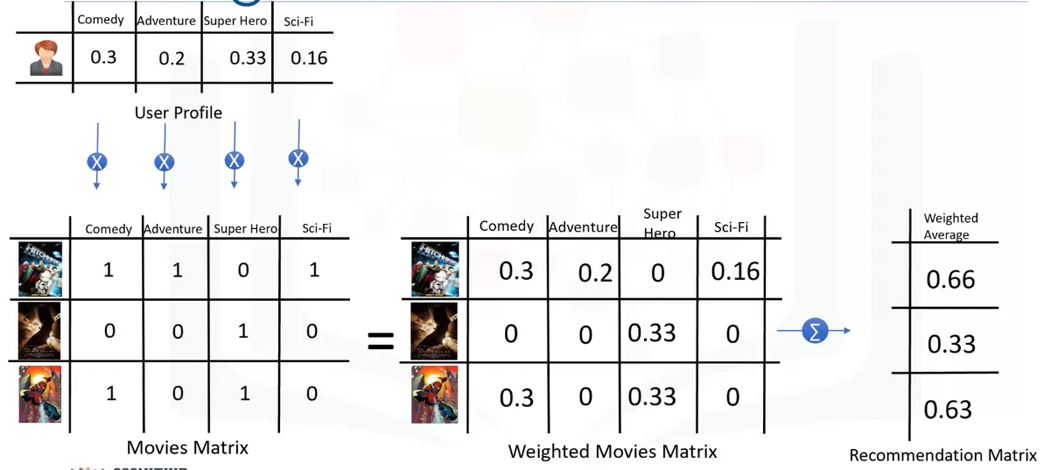 Comedy Adventure Super Hero Sci-Fi
0.3 0.2 0.33 0.16
User Profile
X X X X
Comedy Adventure Super Hero Sci-Fi
1 1 0 1
0 0 1 0
1 0 1 0
Movies Matrix
=
Comedy Adventure Super Hero Sci-Fi
0.3 0.2 0 0.16
0 0 0.33 0
0.3 0 0.33 0
Weighted Movies Matrix
Σ
Weighted
Average
0.66
0.33
0.63
Recommendation Matrix